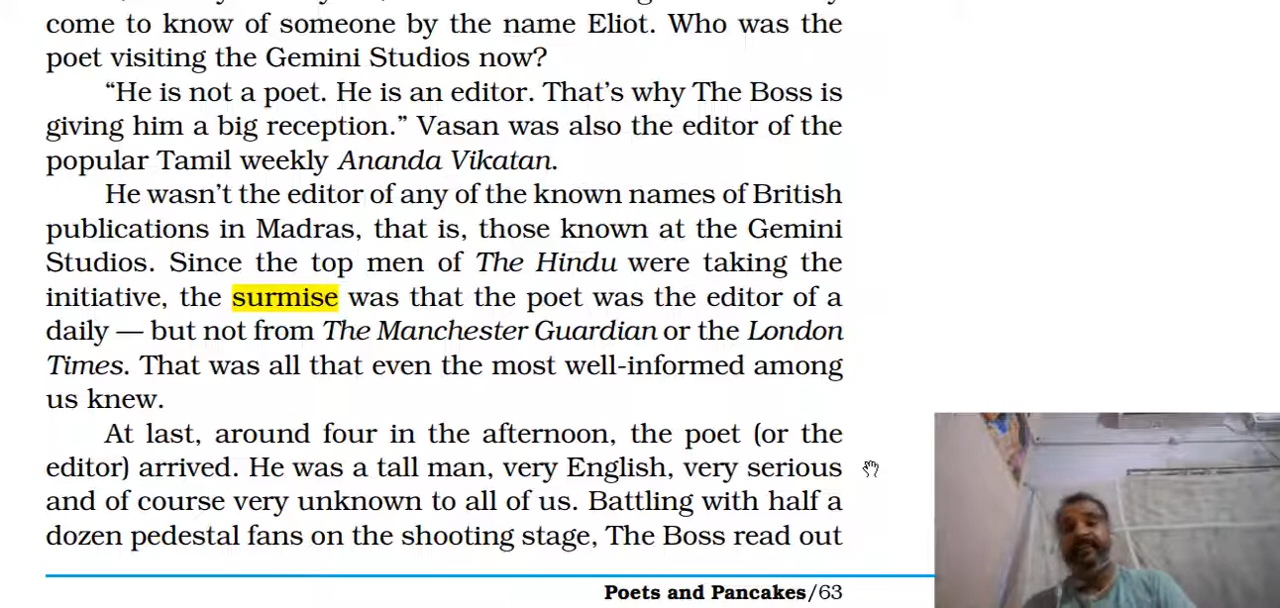 come to know of someone by the name Eliot. Who was the
poet visiting the Gemini Studios now?
“He is not a poet. He is an editor. That’s why The Boss is
giving him a big reception.” Vasan was also the editor of the
popular Tamil weekly Ananda Vikatan.
He wasn’t the editor of any of the known names of British
publications in Madras, that is, those known at the Gemini
Studios. Since the top men of The Hindu were taking the
initiative, the surmise was that the poet was the editor of a
daily — but not from The Manchester Guardian or the London
Times. That was all that even the most well-informed among
us knew.
At last, around four in the afternoon, the poet (or the
editor) arrived. He was a tall man, very English, very serious
and of course very unknown to all of us. Battling with half a
dozen pedestal fans on the shooting stage, The Boss read out
Poets and Pancakes/63